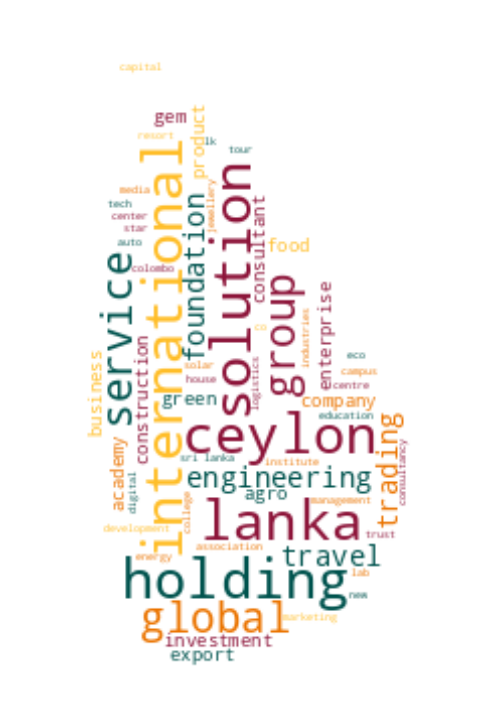 capital
gem
product
resort
lk
tour
international
solution
media
jewellery
foundation
consultant
tech
center
star
auto
food
service
colombo
group
enterprise
industries
co
construction
business
eco
solar
logistics
campus
house
centre
green
company
education
ceylon
trading
academy
sri lanka
institute
consultancy
engineering
digital
agro
management
college
lanka
development
trust
association
travel
energy
holding
lab
new
global
marketing
investment
export